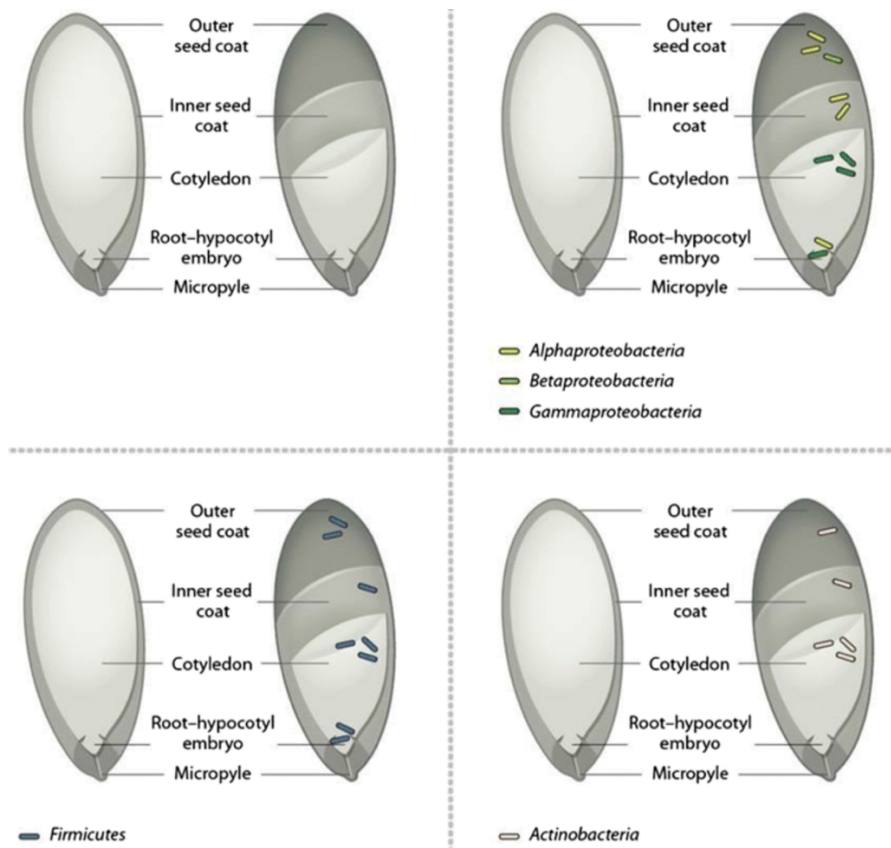 Outer
seed coat
Inner seed
coat
Cotyledon
Root–hypocotyl
embryo
Micropyle
Outer
seed coat
Inner seed
coat
Cotyledon
Root–hypocotyl
embryo
Micropyle
Alphaproteobacteria
Betaproteobacteria
Gammaproteobacteria
Outer
seed coat
Inner seed
coat
Cotyledon
Root–hypocotyl
embryo
Micropyle
Firmicutes
Outer
seed coat
Inner seed
coat
Cotyledon
Root–hypocotyl
embryo
Micropyle
Actinobacteria